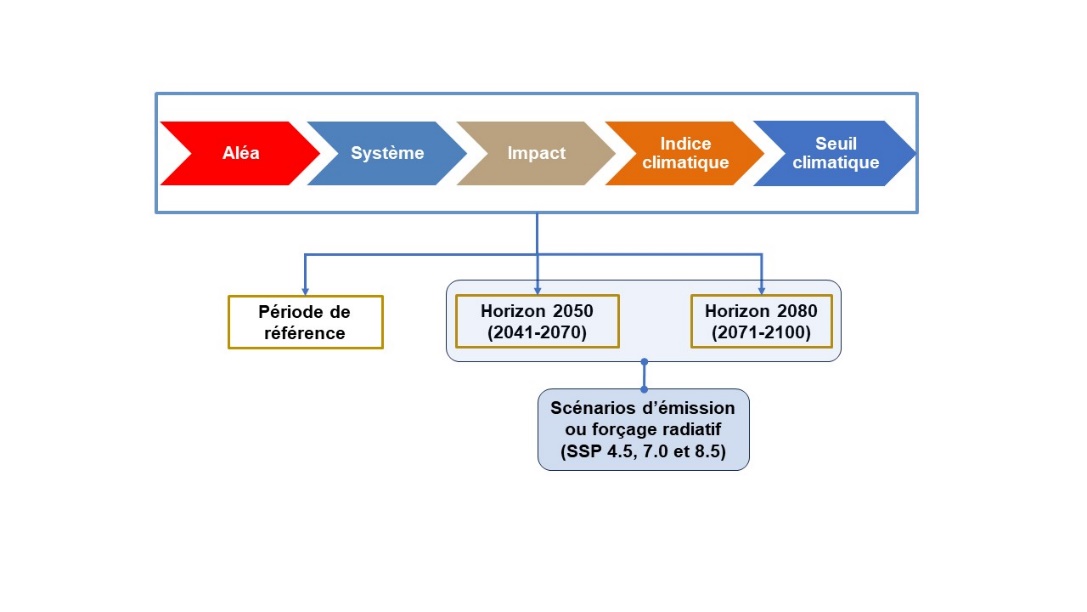 Aléa
Système
Impact
Indice
climatique
Seuil
climatique
Période de
référence
Horizon 2050
(2041-2070)
Horizon 2080
(2071-2100)
Scénarios d’émission
ou forçage radiatif
(SSP 4.5, 7.0 et 8.5)